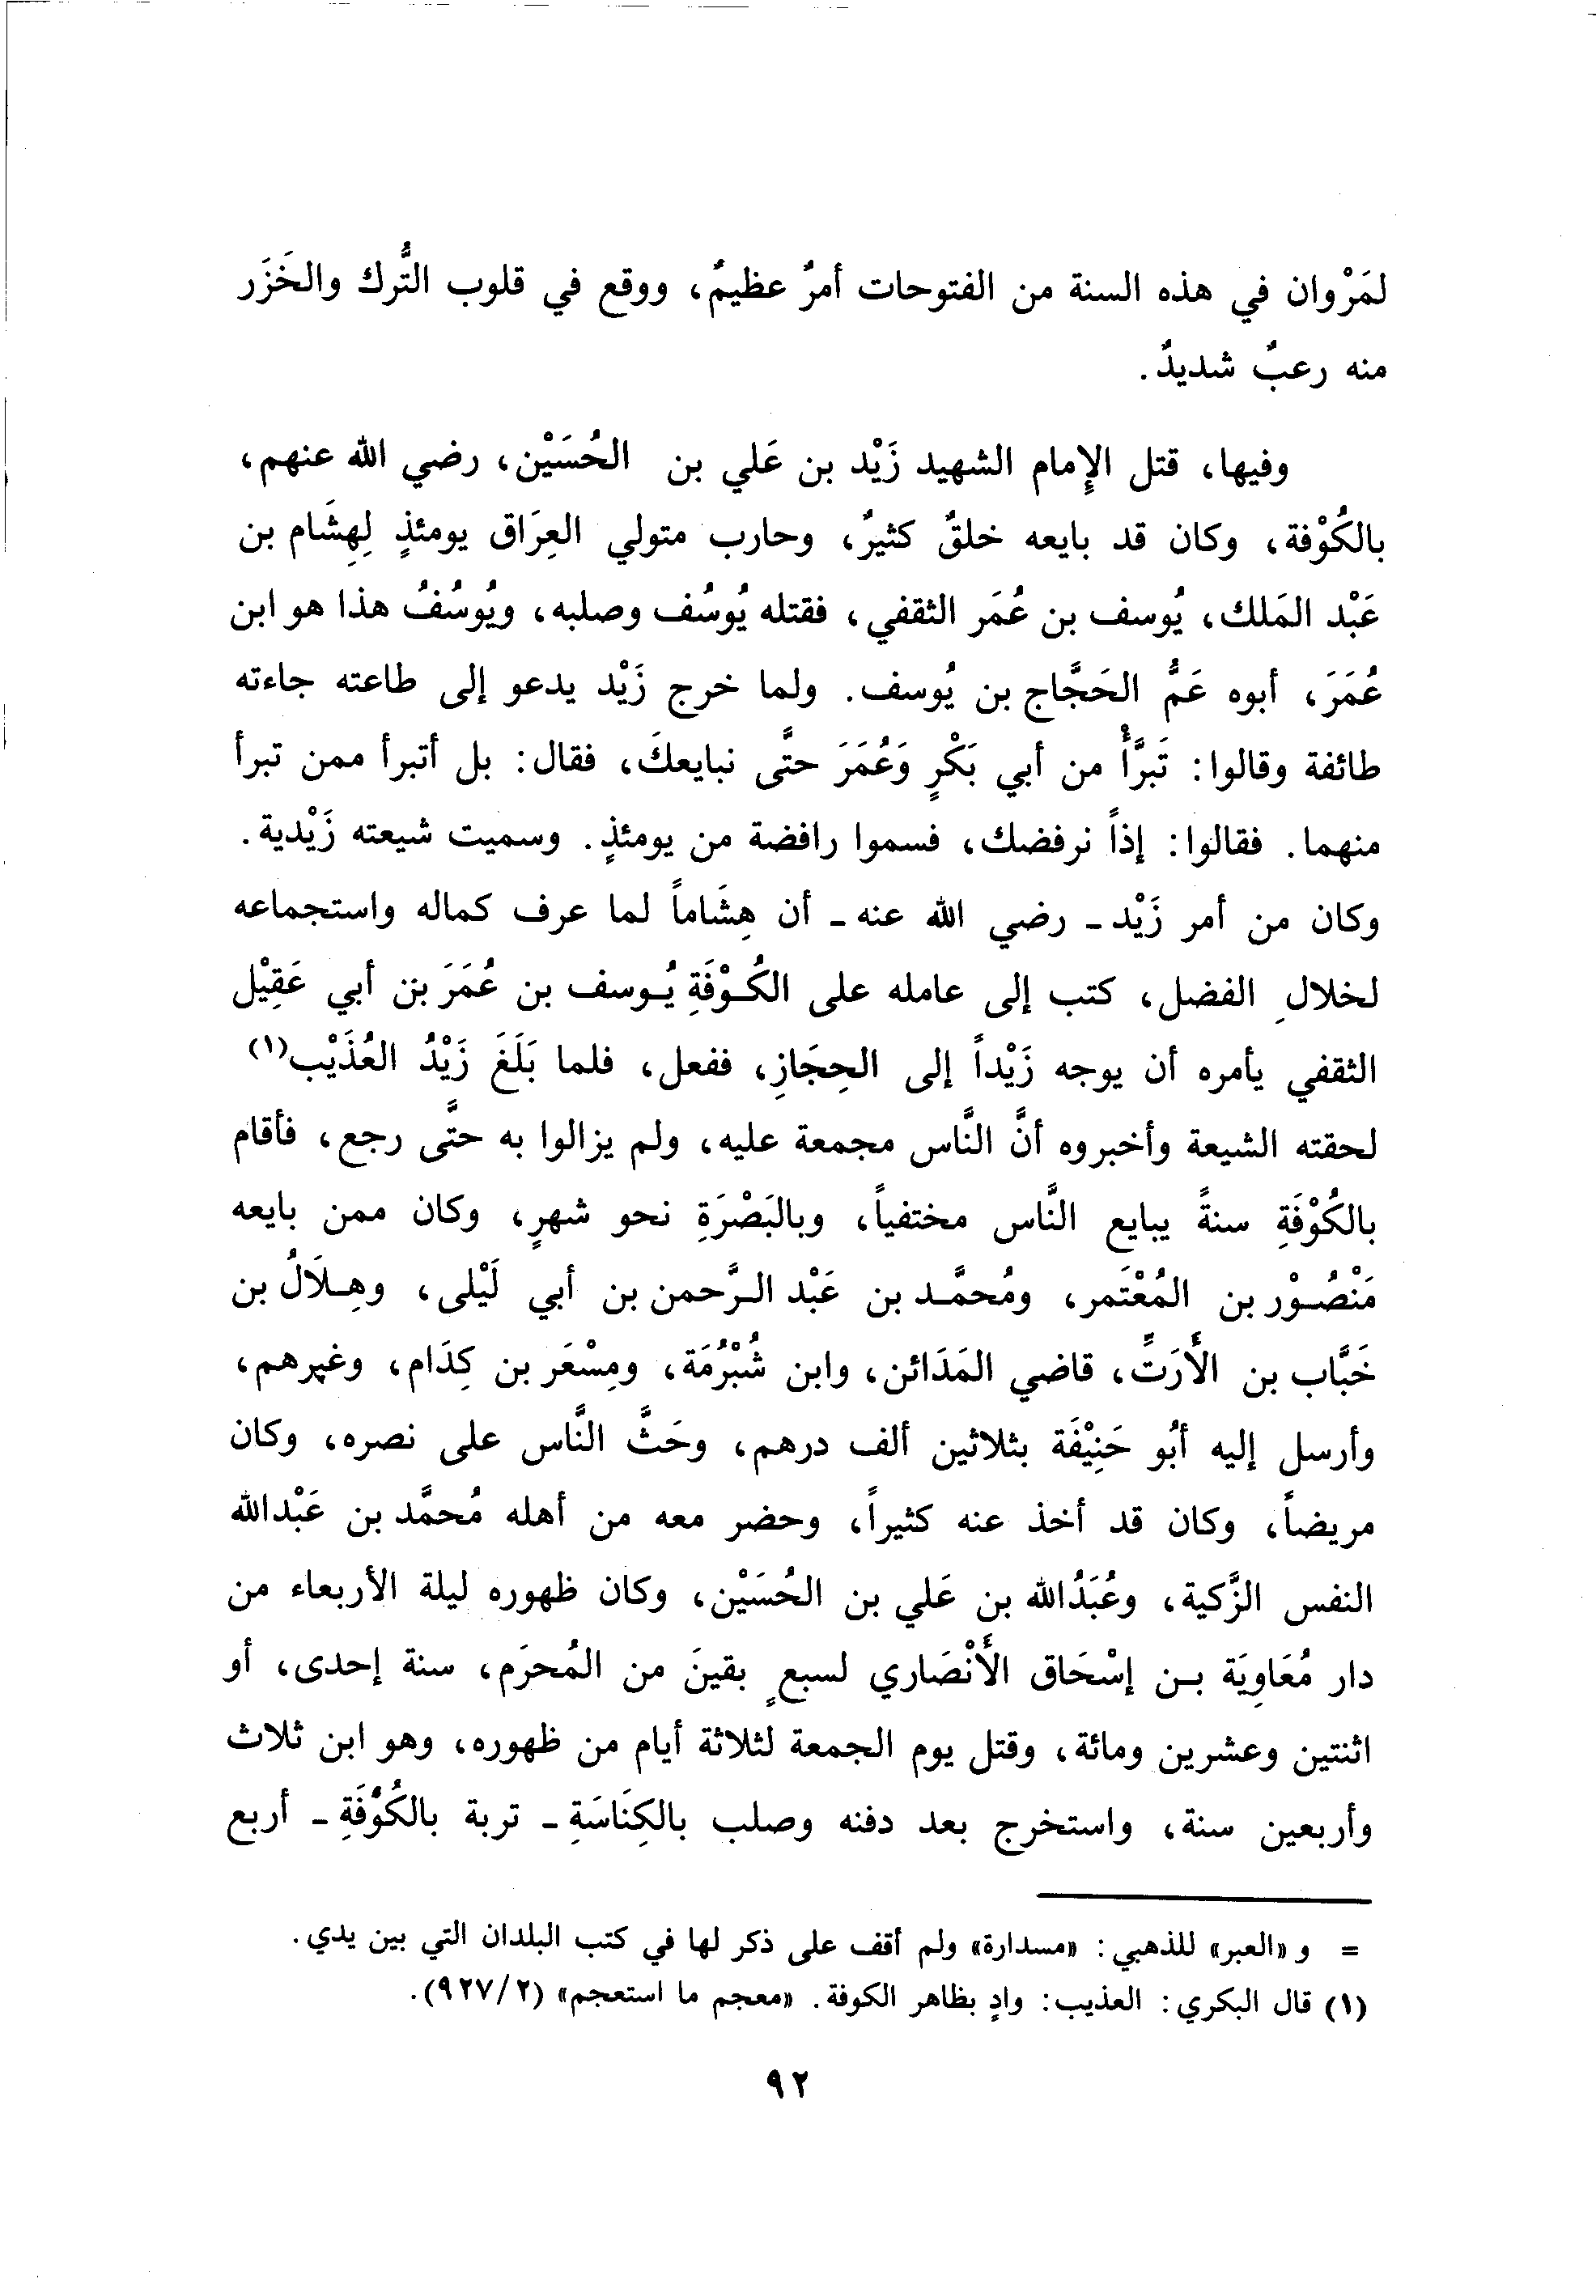 لمَرْوان في هذه السنة من الفتوحات أمرٌ عظيمٌ، ووقع في قلوب التُّرك والخَزَر
منه رعبٌ شديدٌ.
وفيها، قتل الإِمام الشهيد زَيْد بن عَلي بن الحُسَيْن، رضي الله عنهم،
بالكُوْفة، وكان قد بايعه خلقٌ كثيرٌ، وحارب متولي العِرَاق يومئذٍ لِهِشَام بن
عَبْد المَلك، يُوسف بن عُمَر الثقفي، فقتله يُوسُف وصلبه، ويُوسُفُ هذا هو ابن
عُمَرَ، أبوه عَمُّ الحَجَّاج بن يُوسف. ولما خرج زَيْد يدعو إلى طاعته جاءته
طائفة وقالوا: تَبرَّأْ من أبي بَكْرٍ وَعُمَرَ حتَّى نبايعكَ، فقال: بل أتبرأ ممن تبرأ
منهما. فقالوا: إذاً نرفضك، فسموا رافضة من يومئذٍ. وسميت شيعته زَيْدية.
وكان من أمر زَيْد ـ رضي الله عنه ـ أن هِشَاماً لما عرف كماله واستجماعه
لخلالِ الفضل، كتب إلى عامله على الكُـوْفَةِ يُـوسف بن عُمَرَ بن أبي عَقِيْل
الثقفي يأمره أن يوجه زَيْداً إلى الحِجَازِ، ففعل، فلما بَلَغَ زَيْدُ العُذَيْب(١)
لحقته الشيعة وأخبروه أنَّ النَّاس مجمعة عليه، ولم يزالوا به حتَّى رجع، فأقام
بالكُوْفَةِ سنةً يبايع النَّاس مختفياً، وبالبَصْرَةِ نحو شهرٍ، وكان ممن بايعه
مَنْصُـوْر بن المُعْتَمر، ومُحمَّـد بن عَبْد الـرَّحمن بن أبي لَيْلى، وهِـلَالُ بن
خَبَّاب بن الأَرَتِّ، قاضي المَدَائن، وابن شُبْرُمَة، ومِسْعَر بن كِدَام، وغيرهم،
وأرسل إليه أبُو حَنِيْفَة بثلاثين ألف درهم، وحَثَّ النَّاس على نصره، وكان
مريضاً، وكان قد أخذ عنه كثيراً، وحضر معه من أهله مُحمَّد بن عَبْدالله
النفس الزَّكية، وعُبَدُالله بن عَلي بن الحُسَيْن، وكان ظهوره ليلة الأربعاء من
دار مُعَاوِيَة بـن إسْحَاق الأَنْصَاري لسبعٍ بقينَ من المُحرَم، سنة إحدى، أو
اثنتين وعشرين ومائة، وقتل يوم الجمعة لثلاثة أيام من ظهوره، وهو ابن ثلاث
وأربعين سنة، واستخرج بعد دفنه وصلب بالكِنَاسَةِ ـ تربة بالكُوْفَةِ ـ أربع
= و «العبر» للذهبي: «مسدارة» ولم أقف على ذكر لها في كتب البلدان التي بين يدي.
(١) قال البكري: العذيب: وادٍ بظاهر الكوفة. «معجم ما استعجم» (٢/٩٢٧).
٩٢